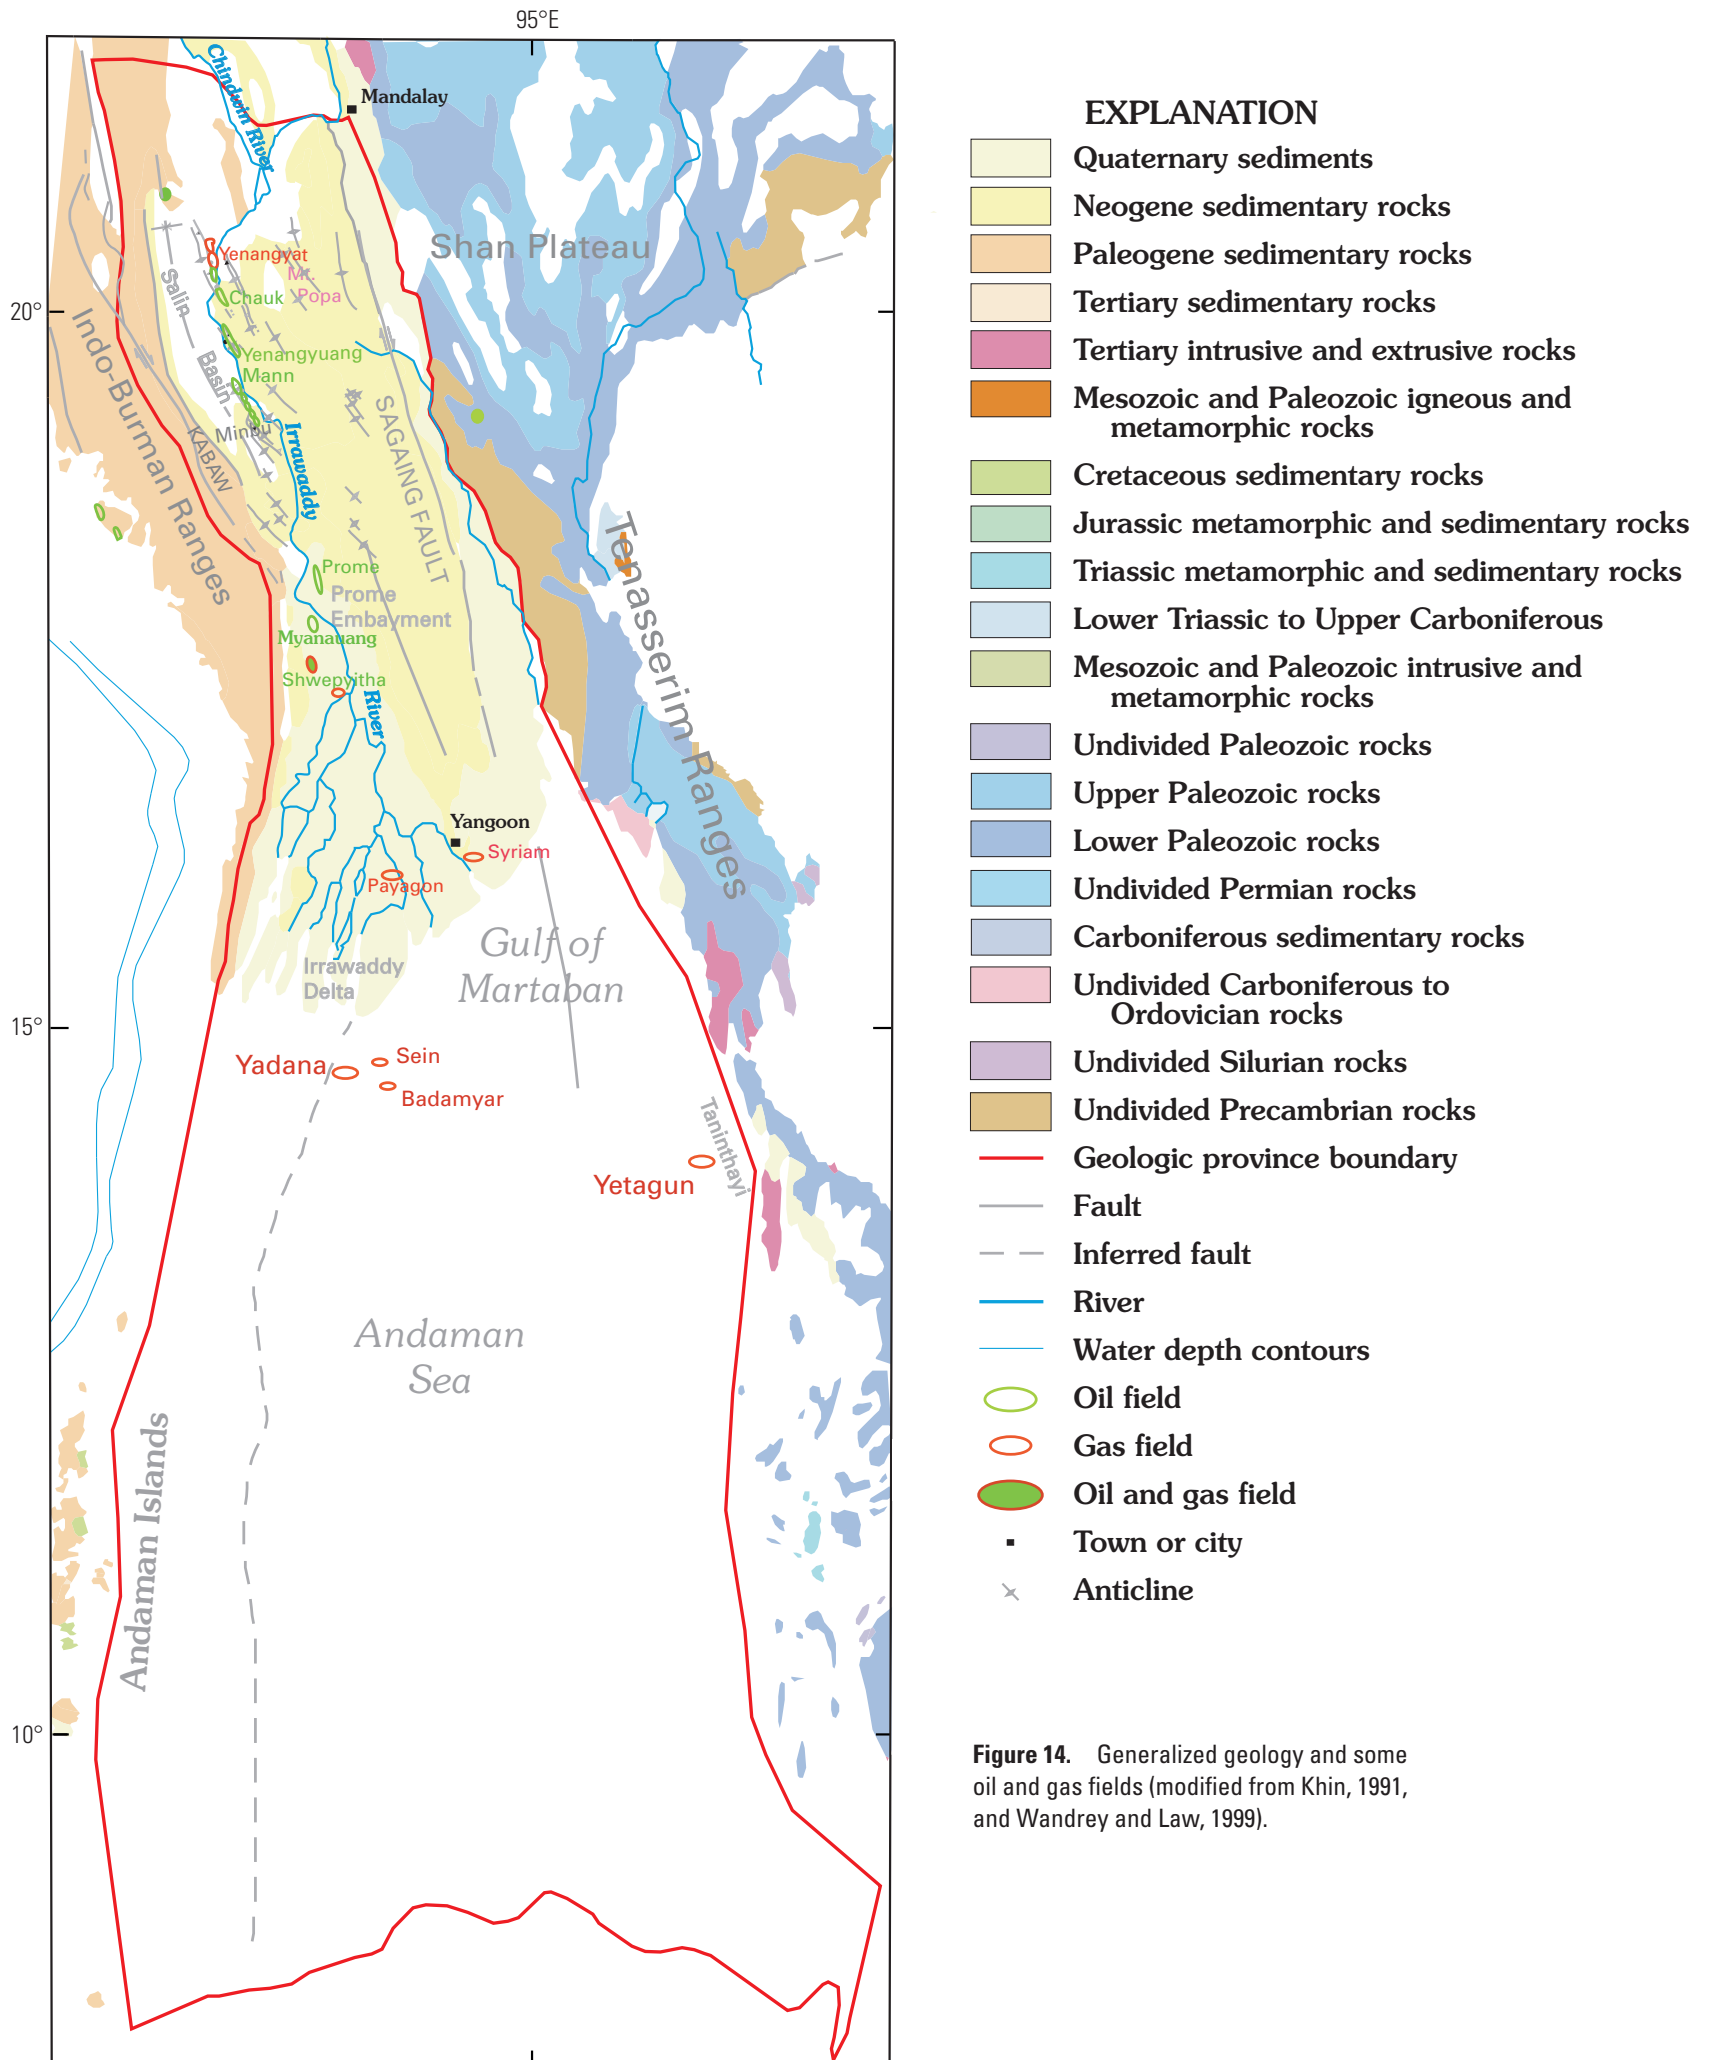 95°E
Chindwin River
Mandalay
Shan Plateau
Yenangyat
Mt.
Popa
Chauk
20°
Salin
Basin
Indo-Burman Ranges
Yenangyuang
Mann
Minbu
KABAW
Irrawaddy
SAGAING FAULT
Tenasserim Ranges
Prome
Prome
Embayment
Myanauang
Shwepyitha
River
Yangoon
Syriam
Payagon
Gulf of
Martaban
Irrawaddy
Delta
15°
Yadana
Sein
Badamyar
Taninthayi
Yetagun
Andaman
Sea
Andaman Islands
10°
EXPLANATION
Quaternary sediments
Neogene sedimentary rocks
Paleogene sedimentary rocks
Tertiary sedimentary rocks
Tertiary intrusive and extrusive rocks
Mesozoic and Paleozoic igneous and
metamorphic rocks
Cretaceous sedimentary rocks
Jurassic metamorphic and sedimentary rocks
Triassic metamorphic and sedimentary rocks
Lower Triassic to Upper Carboniferous
Mesozoic and Paleozoic intrusive and
metamorphic rocks
Undivided Paleozoic rocks
Upper Paleozoic rocks
Lower Paleozoic rocks
Undivided Permian rocks
Carboniferous sedimentary rocks
Undivided Carboniferous to
Ordovician rocks
Undivided Silurian rocks
Undivided Precambrian rocks
Geologic province boundary
Fault
Inferred fault
River
Water depth contours
Oil field
Gas field
Oil and gas field
Town or city
Anticline
Figure 14. Generalized geology and some
oil and gas fields (modified from Khin, 1991,
and Wandrey and Law, 1999).